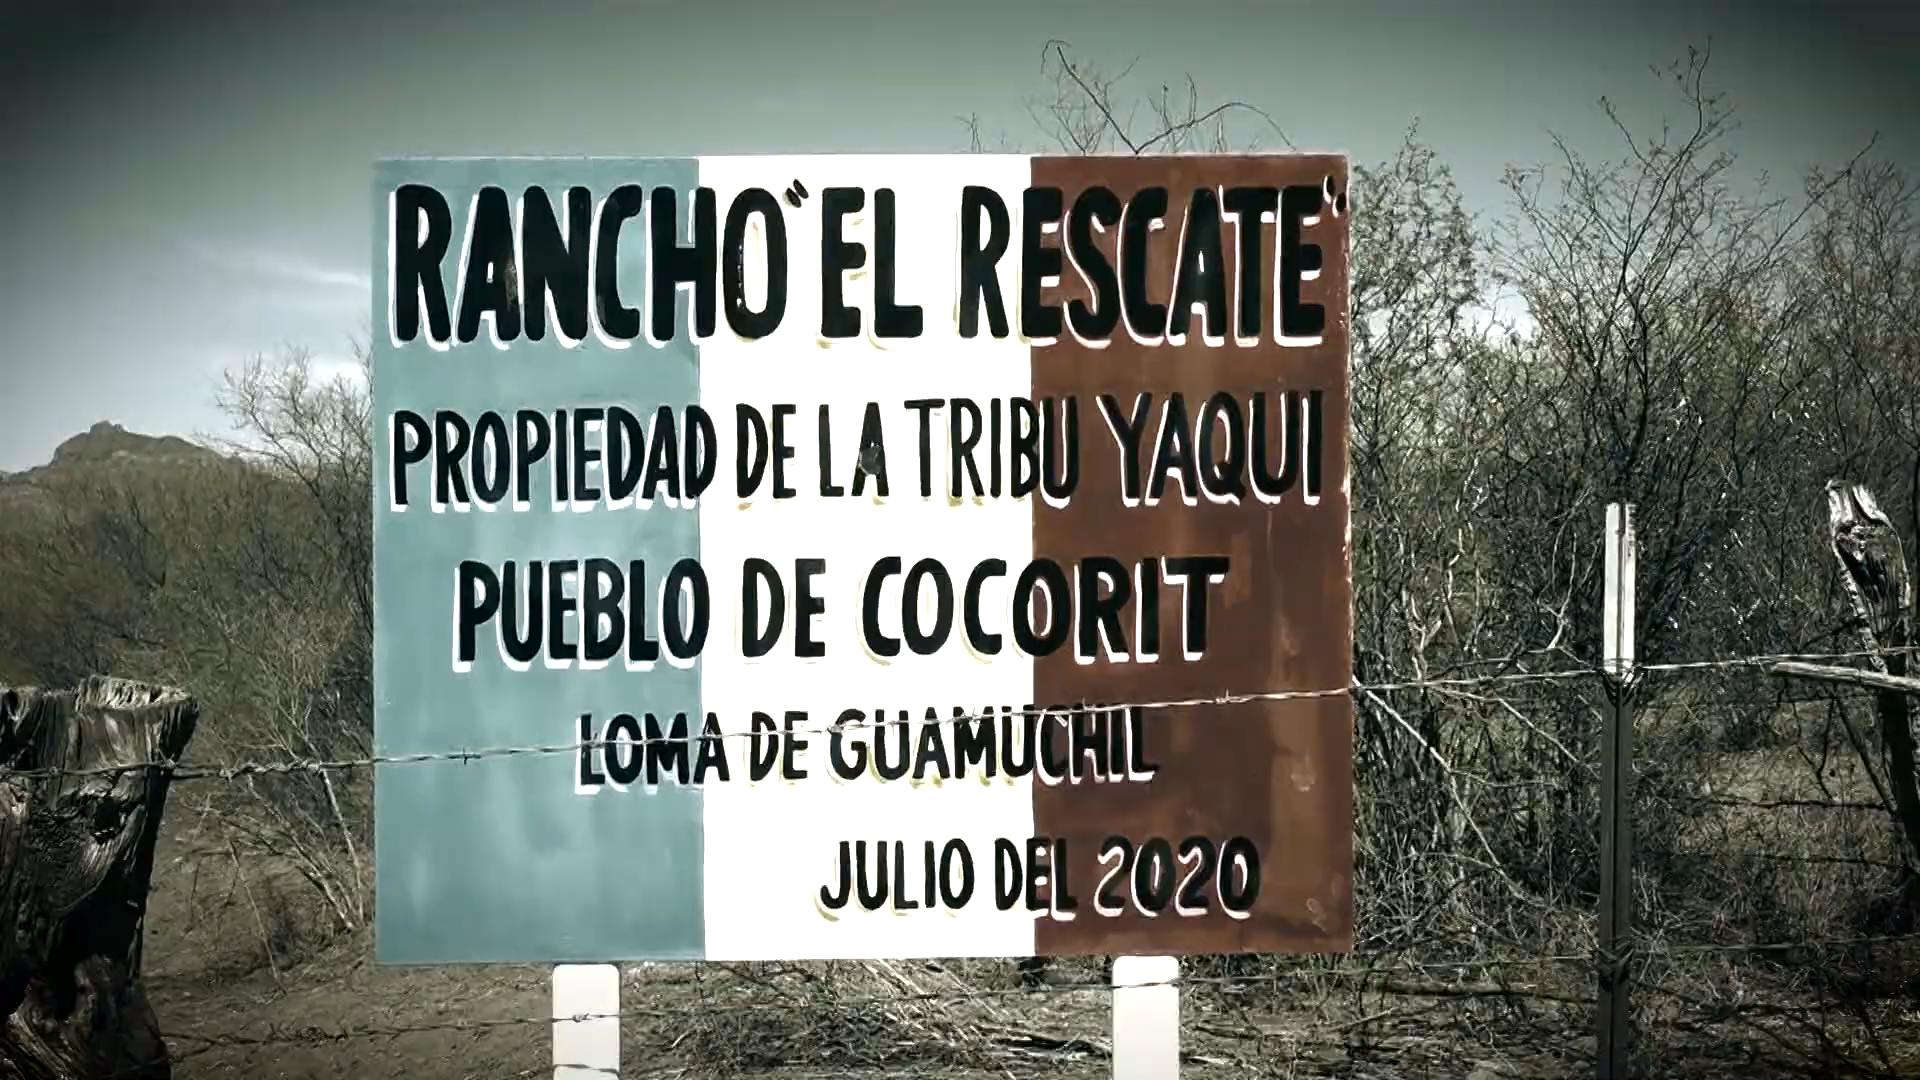 RANCHO "EL RESCATE"
PROPIEDAD DE LA TRIBU YAQUI
PUEBLO DE COCORIT
LOMA DE GUAMUCHIL
JULIO DEL 2020